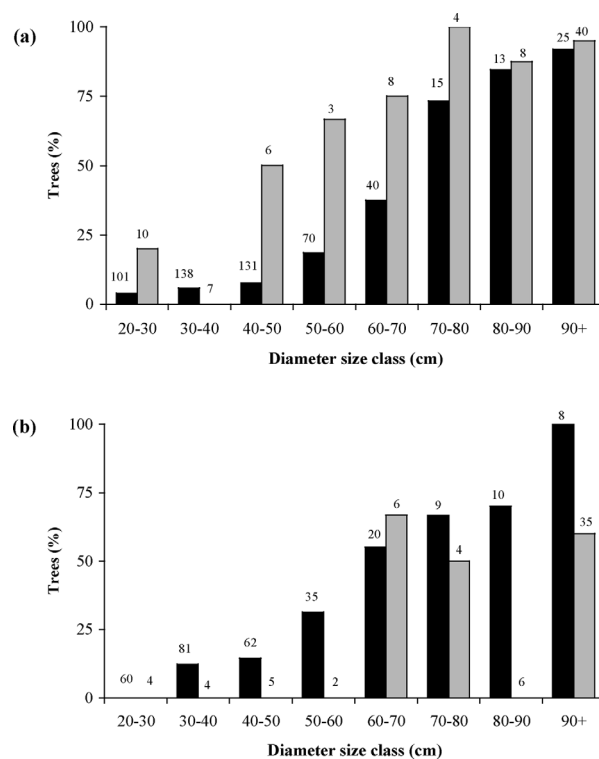 (a)
Trees (%)
100
75
50
25
0
101 10 138 7 131 6 70 3 40 8 15 4 13 8 25 40
20-30 30-40 40-50 50-60 60-70 70-80 80-90 90+
Diameter size class (cm)
(b)
Trees (%)
100
75
50
25
0
60 4 81 4 62 5 35 2 20 6 9 4 10 6 8 35
20-30 30-40 40-50 50-60 60-70 70-80 80-90 90+
Diameter size class (cm)